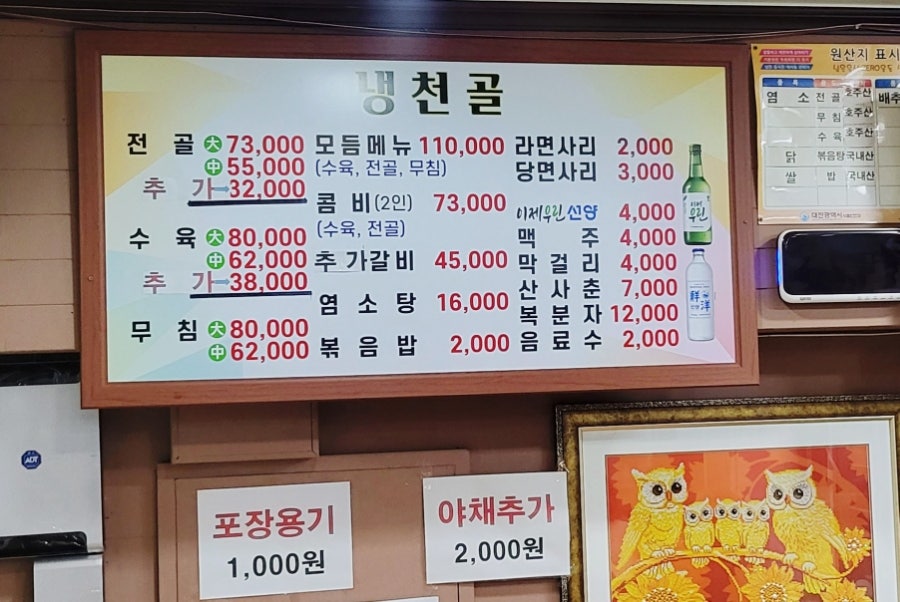 냉천골
전 골 大 73,000
中 55,000
추 가→32,000
수 육 大 80,000
中 62,000
추 가→38,000
무 침 大 80,000
中 62,000
모듬메뉴 110,000
(수육, 전골, 무침)
콤 비(2인) 73,000
(수육, 전골)
추가갈비 45,000
염소탕 16,000
볶음밥 2,000
라면사리 2,000
당면사리 3,000
이제우린 선양 4,000
맥 주 4,000
막걸리 4,000
산사춘 7,000
복분자 12,000
음료수 2,000
원산지 표시
염 소 전 골 호주산
무 침 호주산
수 육 호주산
닭 볶음탕 국내산
쌀 밥 국내산
배추
대전광역시
ADT
포장용기
1,000원
야채추가
2,000원